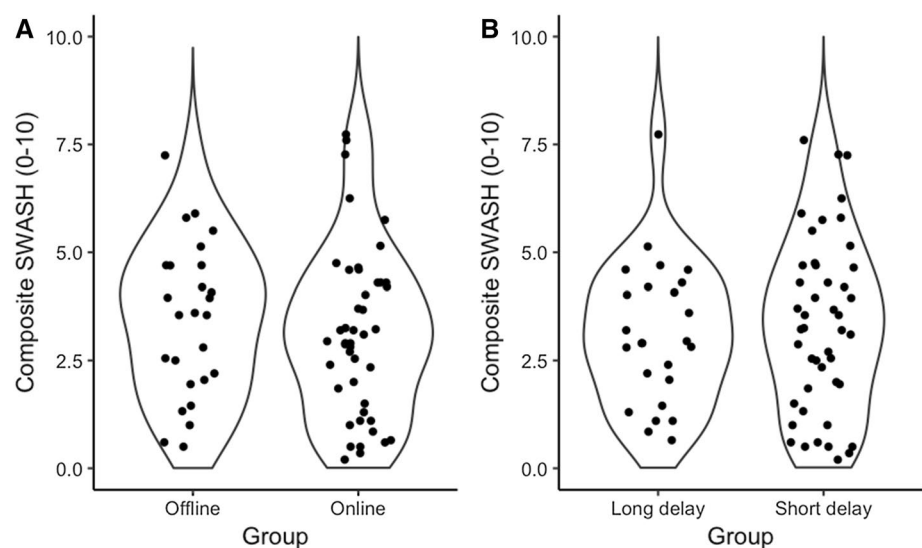 A
Composite SWASH (0-10)
10.0
7.5
5.0
2.5
0.0
Offline Online
Group
B
Composite SWASH (0-10)
10.0
7.5
5.0
2.5
0.0
Long delay Short delay
Group